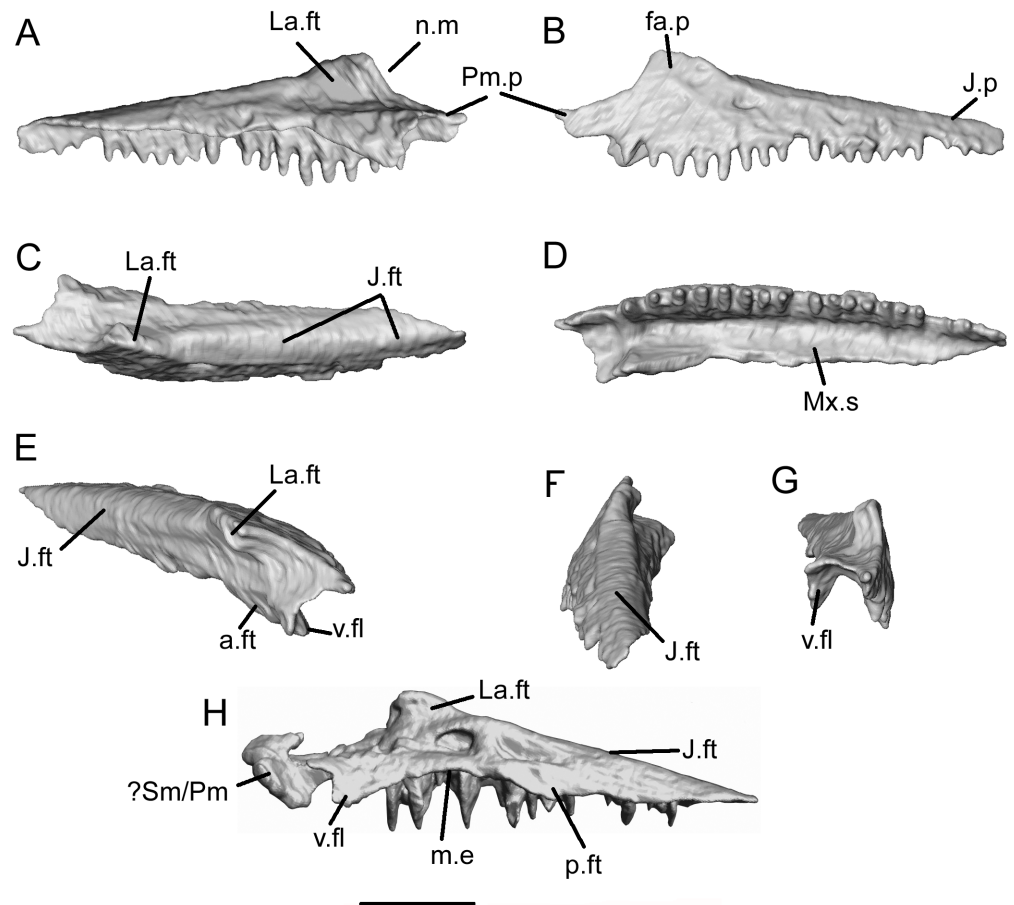 A
La.ft
n.m
Pm.p
B
fa.p
J.p
C
La.ft
J.ft
D
Mx.s
E
La.ft
J.ft
a.ft
v.fl
F
J.ft
G
v.fl
H
La.ft
J.ft
?Sm/Pm
v.fl
m.e
p.ft